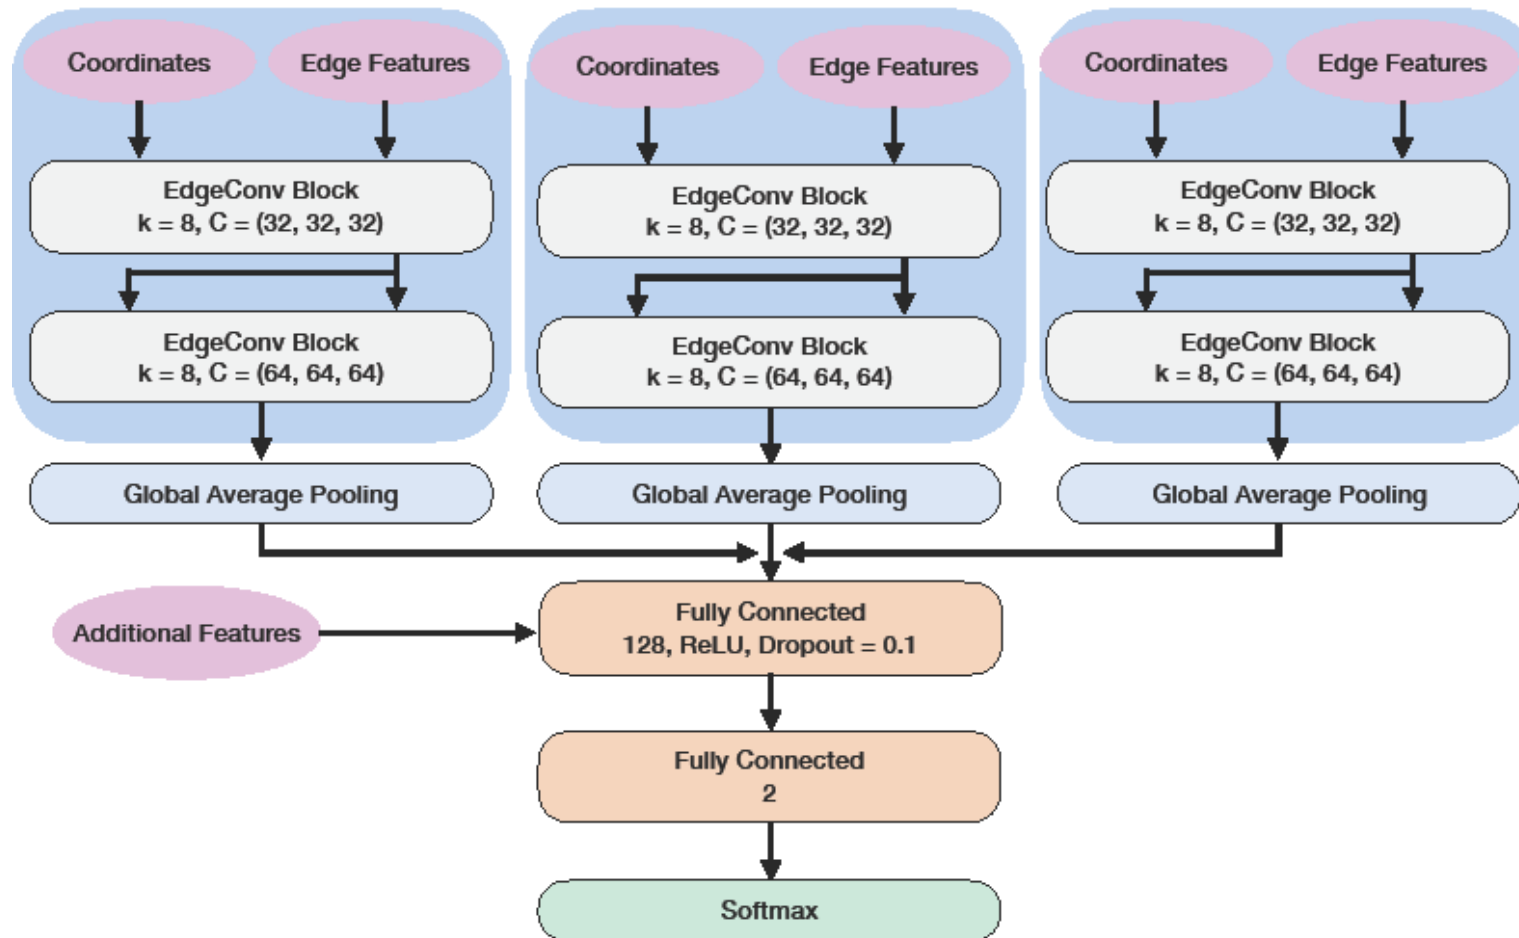 Coordinates
Edge Features
Coordinates
Edge Features
Coordinates
Edge Features
EdgeConv Block
k = 8, C = (32, 32, 32)
EdgeConv Block
k = 8, C = (32, 32, 32)
EdgeConv Block
k = 8, C = (32, 32, 32)
EdgeConv Block
k = 8, C = (64, 64, 64)
EdgeConv Block
k = 8, C = (64, 64, 64)
EdgeConv Block
k = 8, C = (64, 64, 64)
Global Average Pooling
Global Average Pooling
Global Average Pooling
Additional Features
Fully Connected
128, ReLU, Dropout = 0.1
Fully Connected
2
Softmax